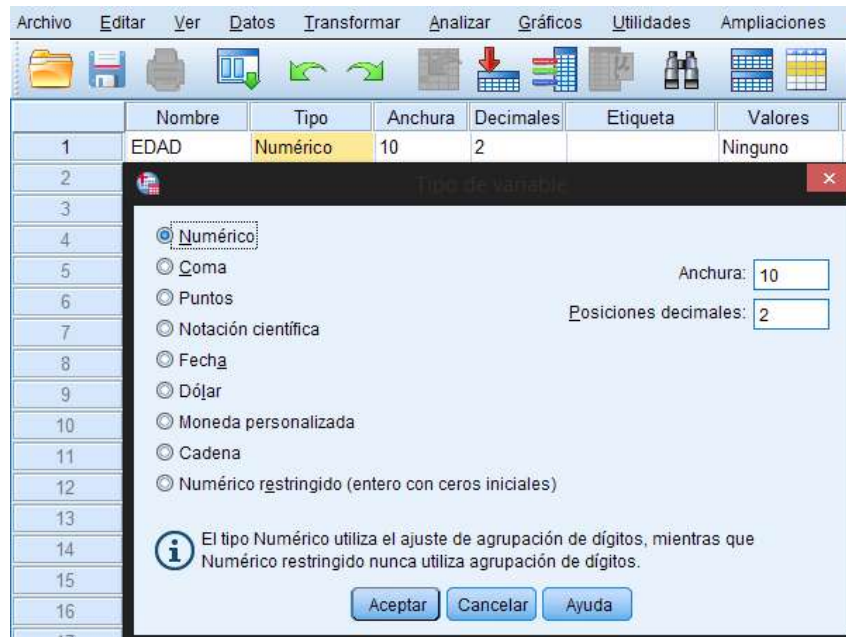 Archivo Editar Ver Datos Transformar Analizar Gráficos Utilidades Ampliaciones
Nombre Tipo Anchura Decimales Etiqueta Valores
1 EDAD Numérico 10 2 Ninguno
2
Tipo de variable
3
4
Numérico
5
Coma
Anchura: 10
6
Puntos
Posiciones decimales: 2
7
Notación científica
8
Fecha
9
Dólar
10
Moneda personalizada
11
Cadena
12
Numérico restringido (entero con ceros iniciales)
13
14
El tipo Numérico utiliza el ajuste de agrupación de dígitos, mientras que
Numérico restringido nunca utiliza agrupación de dígitos.
15
16
Aceptar Cancelar Ayuda